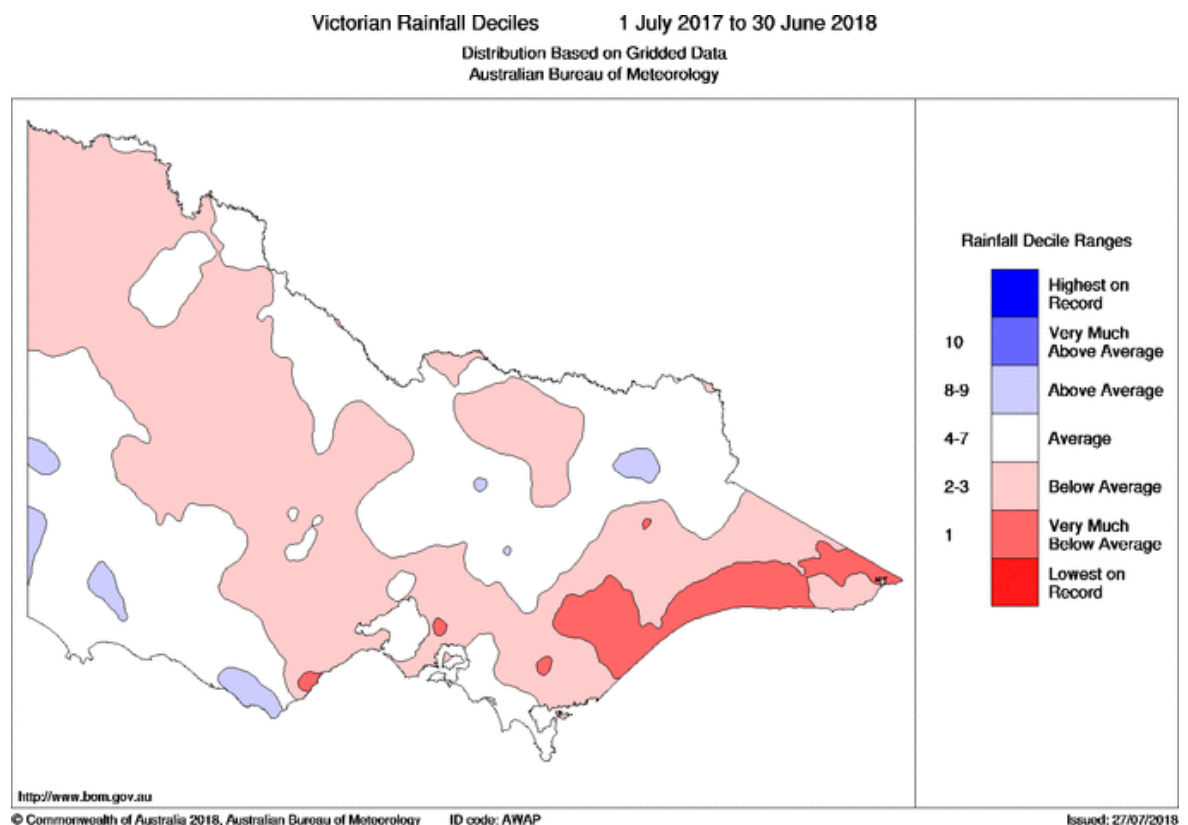 Victorian Rainfall Deciles 1 July 2017 to 30 June 2018
Distribution Based on Gridded Data
Australian Bureau of Meteorology
Rainfall Decile Ranges
Highest on
Record
10 Very Much
Above Average
8-9 Above Average
4-7 Average
2-3 Below Average
1 Very Much
Below Average
Lowest on
Record
http://www.bom.gov.au
© Commonwealth of Australia 2018, Australian Bureau of Meteorology ID code: AWAP Issued: 27/07/2018